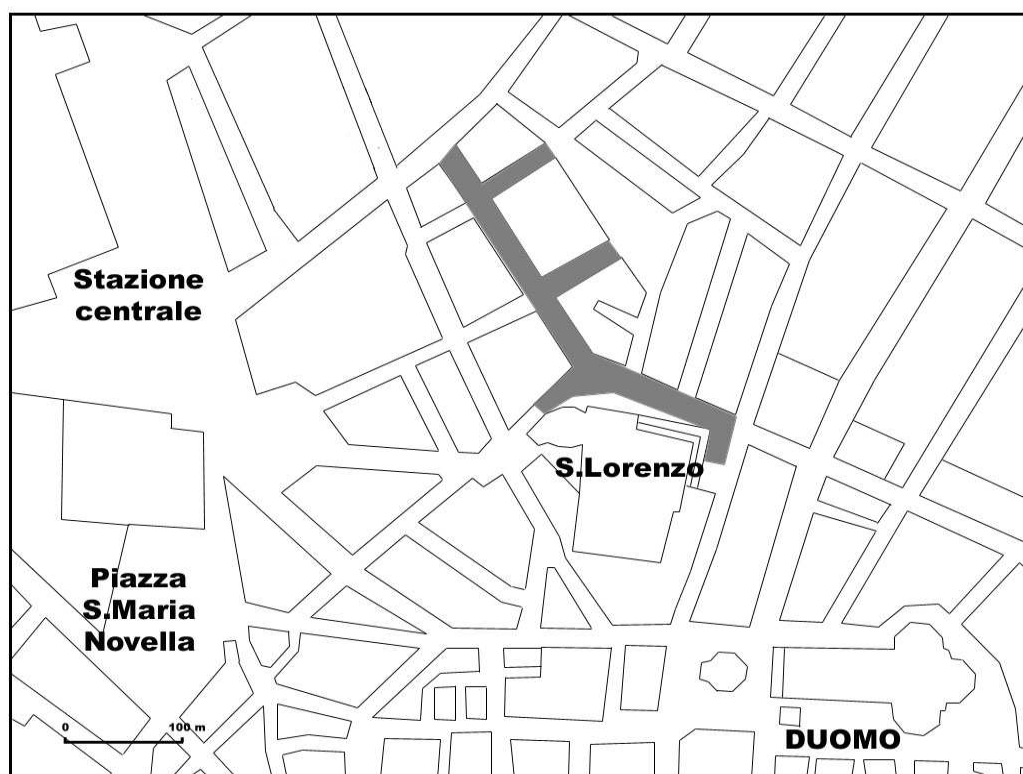 Stazione
centrale
S.Lorenzo
Piazza
S.Maria
Novella
0 100 m
DUOMO